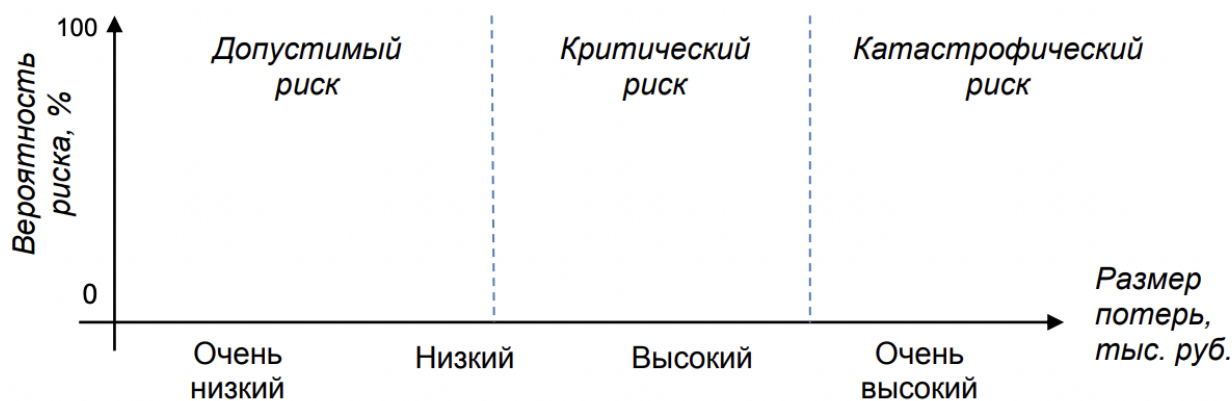 100
Вероятность
риска, %
0
Допустимый
риск
Критический
риск
Катастрофический
риск
Размер
потерь,
тыс. руб.
Очень
низкий
Низкий
Высокий
Очень
высокий